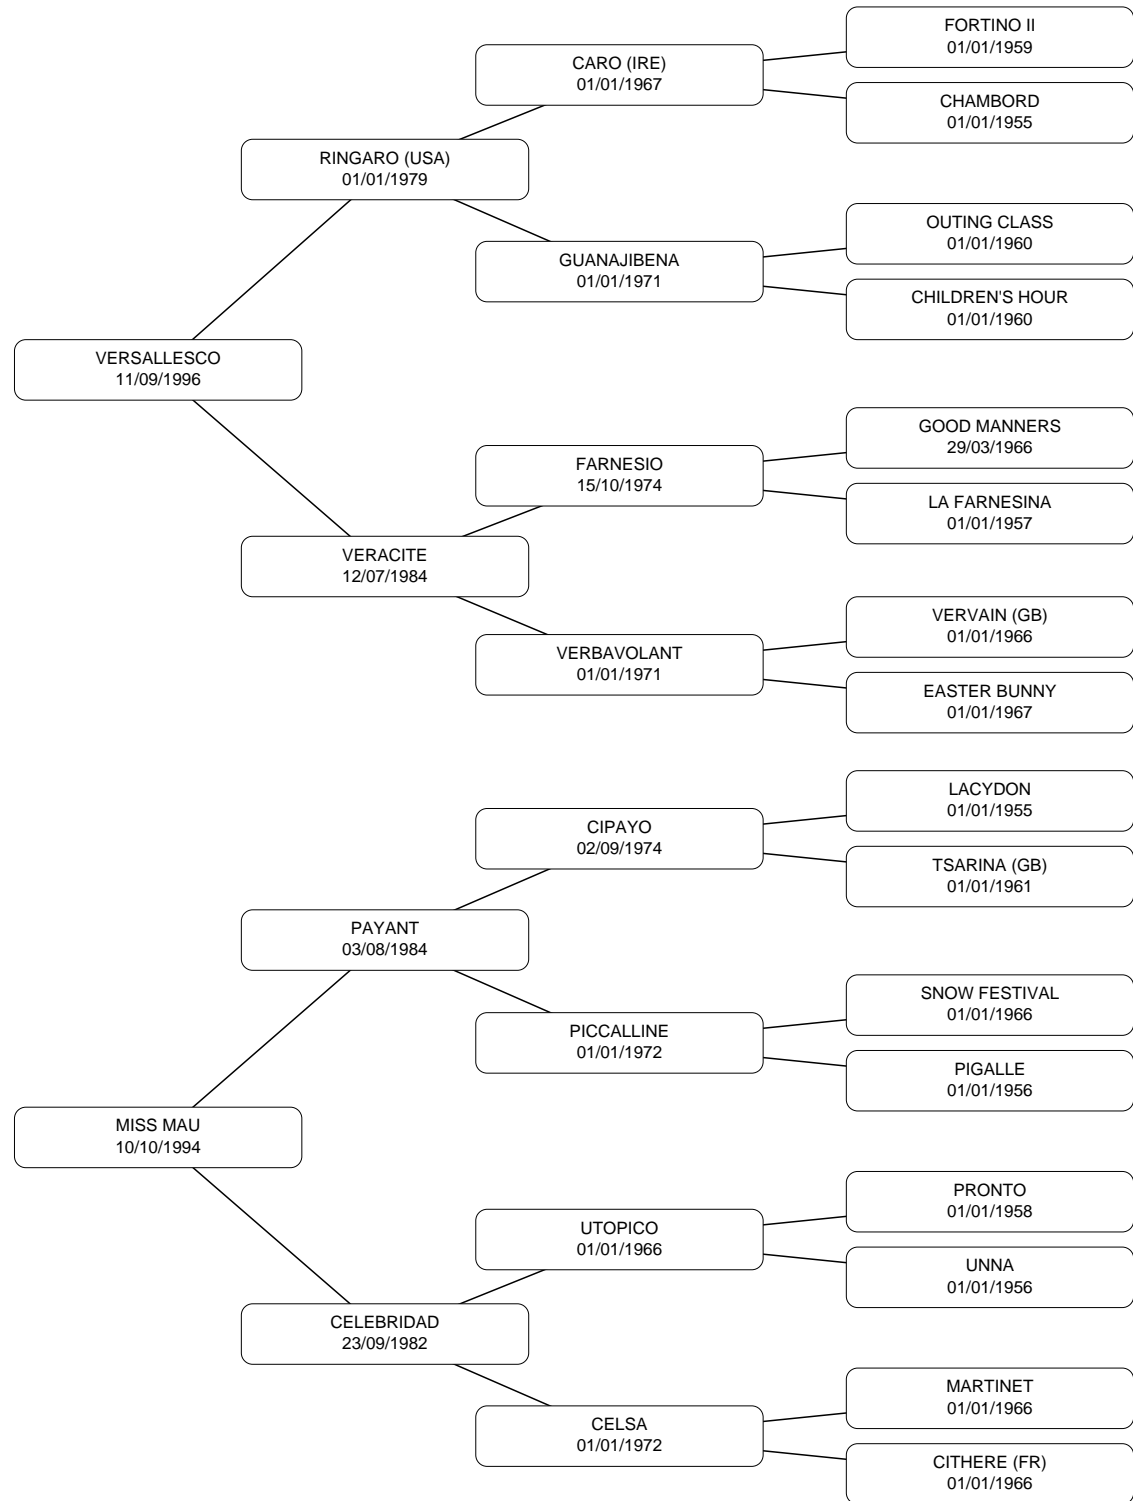 FORTINO II
01/01/1959
CARO (IRE)
01/01/1967
CHAMBORD
01/01/1955
RINGARO (USA)
01/01/1979
OUTING CLASS
01/01/1960
GUANAJIBENA
01/01/1971
CHILDREN'S HOUR
01/01/1960
VERSALLESCO
11/09/1996
GOOD MANNERS
29/03/1966
FARNESIO
15/10/1974
LA FARNESINA
01/01/1957
VERACITE
12/07/1984
VERVAIN (GB)
01/01/1966
VERBAVOLANT
01/01/1971
EASTER BUNNY
01/01/1967
LACYDON
01/01/1955
CIPAYO
02/09/1974
TSARINA (GB)
01/01/1961
PAYANT
03/08/1984
SNOW FESTIVAL
01/01/1966
PICCALLINE
01/01/1972
PIGALLE
01/01/1956
MISS MAU
10/10/1994
PRONTO
01/01/1958
UTOPICO
01/01/1966
UNNA
01/01/1956
CELEBRIDAD
23/09/1982
MARTINET
01/01/1966
CELSA
01/01/1972
CITHERE (FR)
01/01/1966